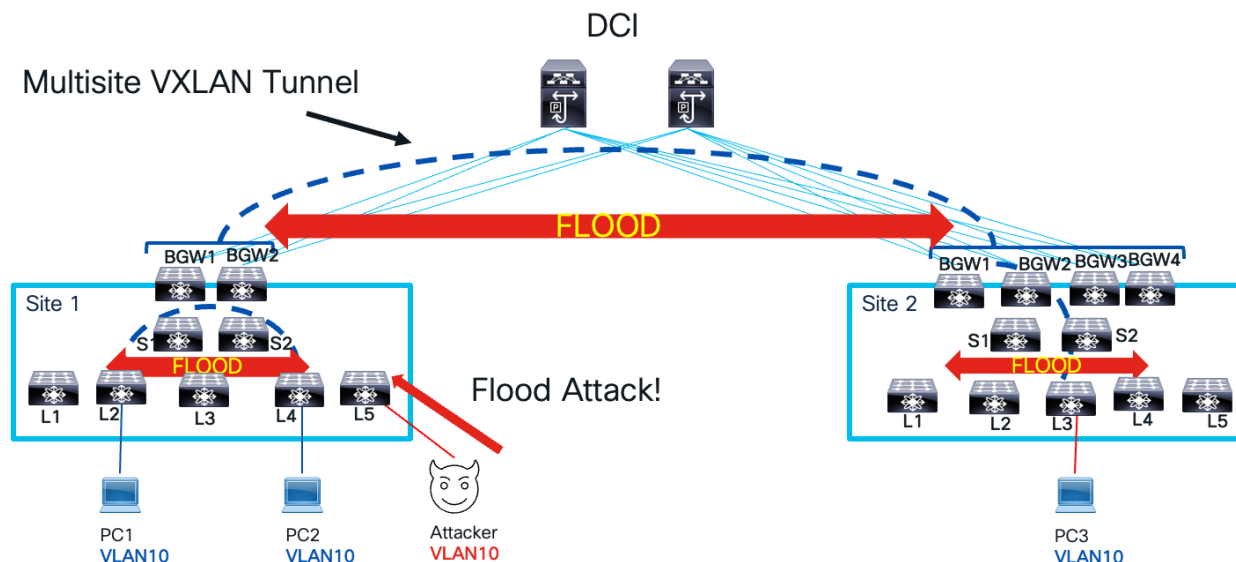 DCI
Multisite VXLAN Tunnel
P
P
FLOOD
BGW1
BGW2
BGW1
BGW2
BGW3
BGW4
Site 1
Site 2
S1
S2
S1
S2
FLOOD
FLOOD
Flood Attack!
L1
L2
L3
L4
L5
L1
L2
L3
L4
L5
PC1
VLAN10
PC2
VLAN10
Attacker
VLAN10
PC3
VLAN10